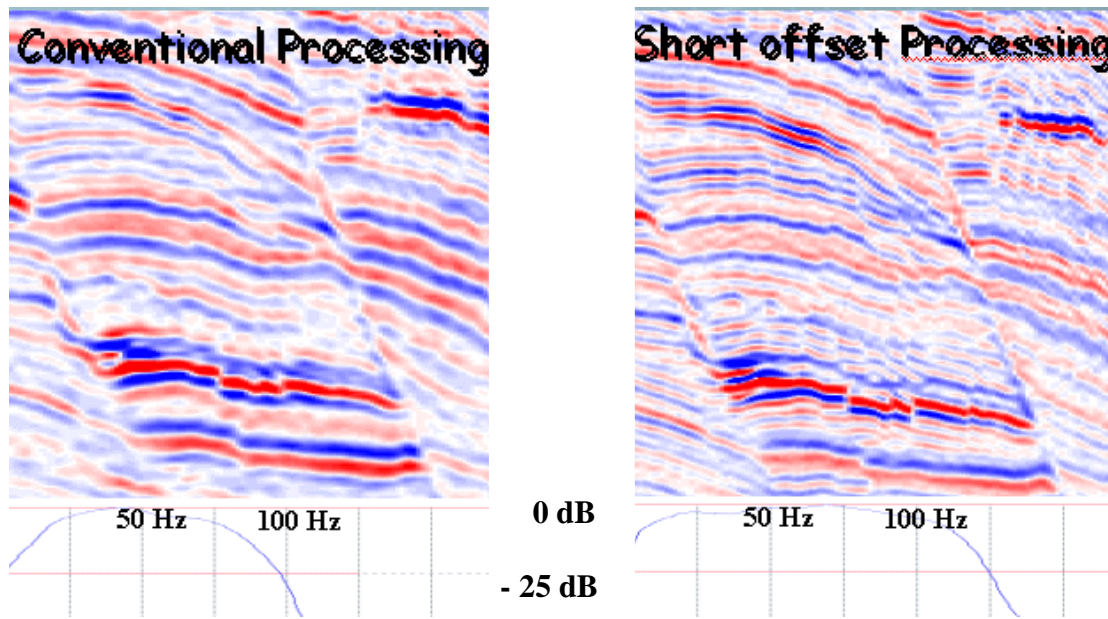 Conventional Processing
Short offset Processing
50 Hz
100 Hz
0 dB
50 Hz
100 Hz
- 25 dB